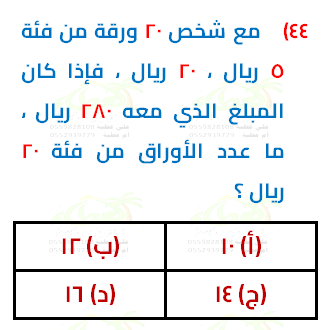 ٤٤) مع شخص ٢٠ ورقة من فئة
٥ ريال ، ٢٠ ريال ، فإذا كان
المبلغ الذي معه ٢٨٠ ريال ،
ما عدد الأوراق من فئة ٢٠
ريال ؟
(أ) ١٠ (ب) ١٢
(ج) ١٤ (د) ١٦